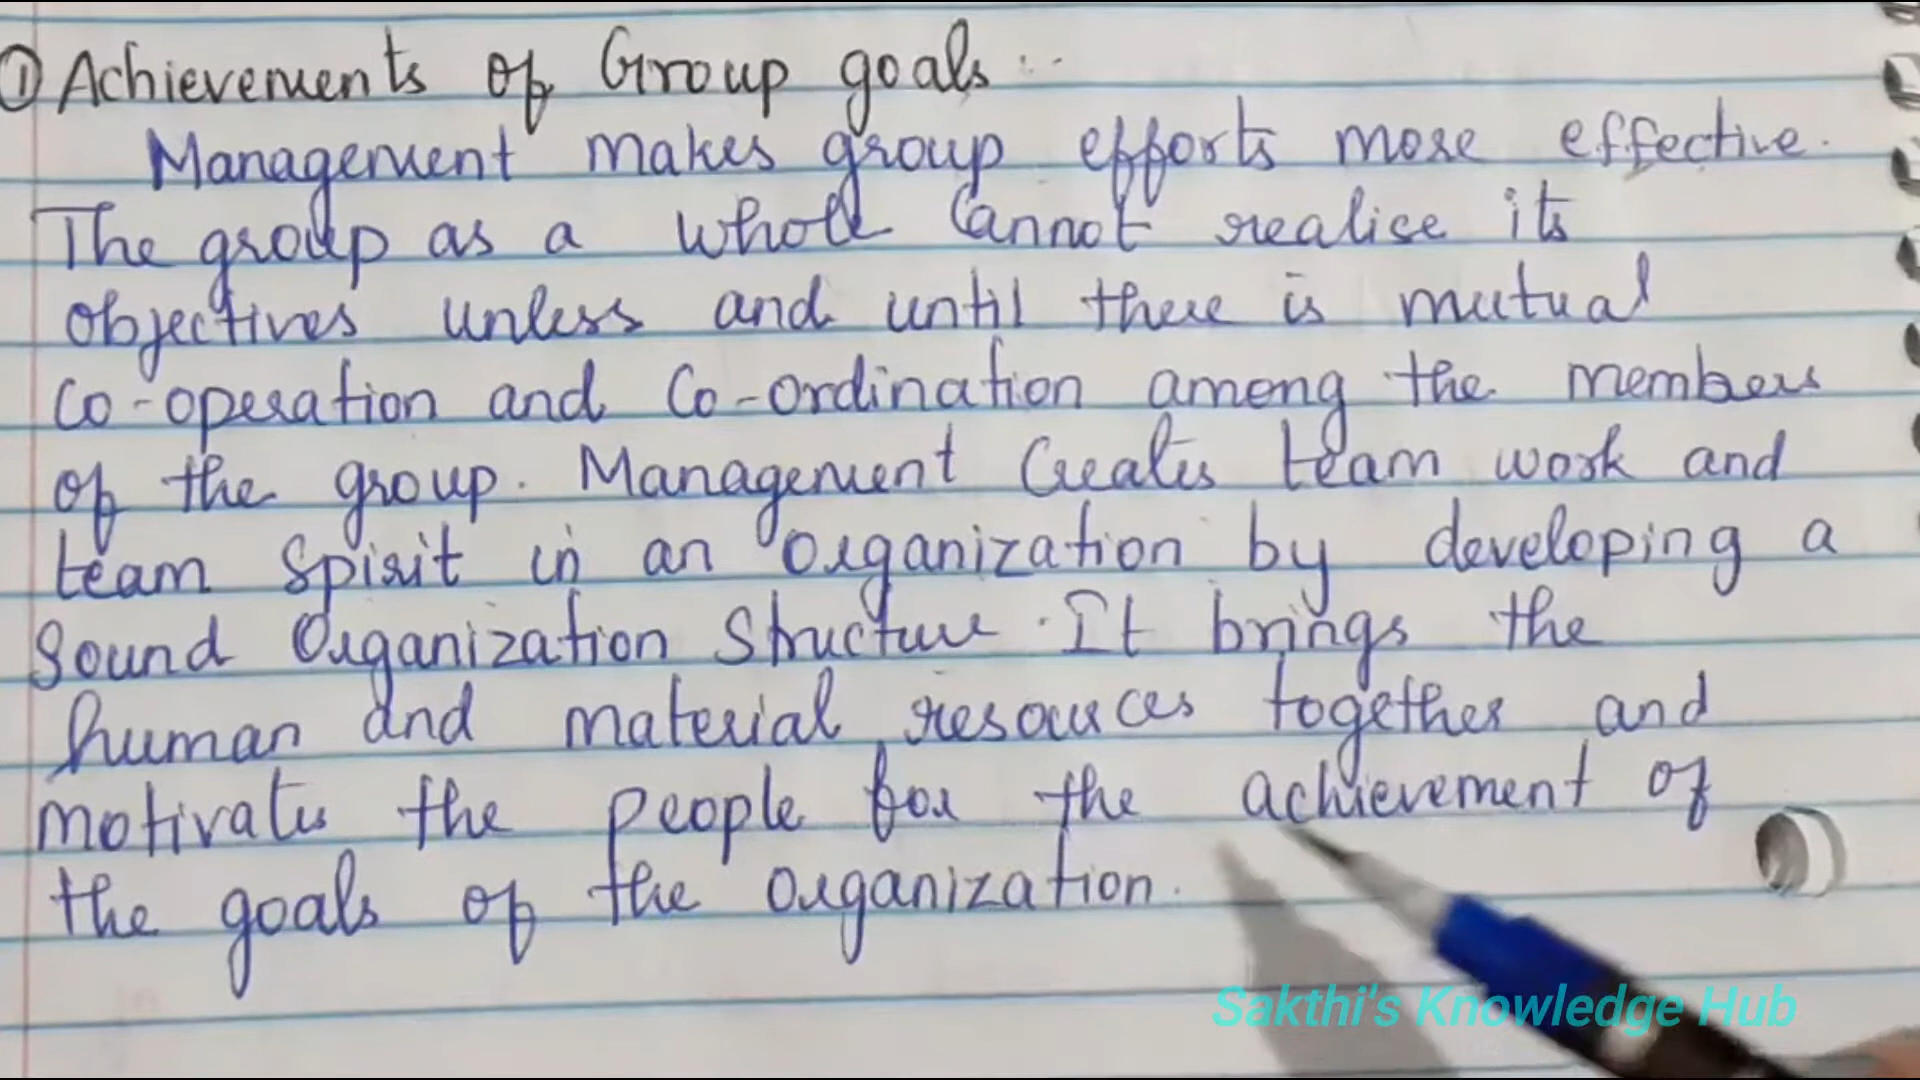 ① Achievements of Group goals :-
Management makes group efforts more effective.
The group as a whole cannot realise its
objectives unless and until there is mutual
co-operation and co-ordination among the members
of the group. Management creates team work and
team spirit in an organization by developing a
sound organization structure. It brings the
human and material resources together and
motivates the people for the achievement of
the goals of the organization.
Sakthi's Knowledge Hub